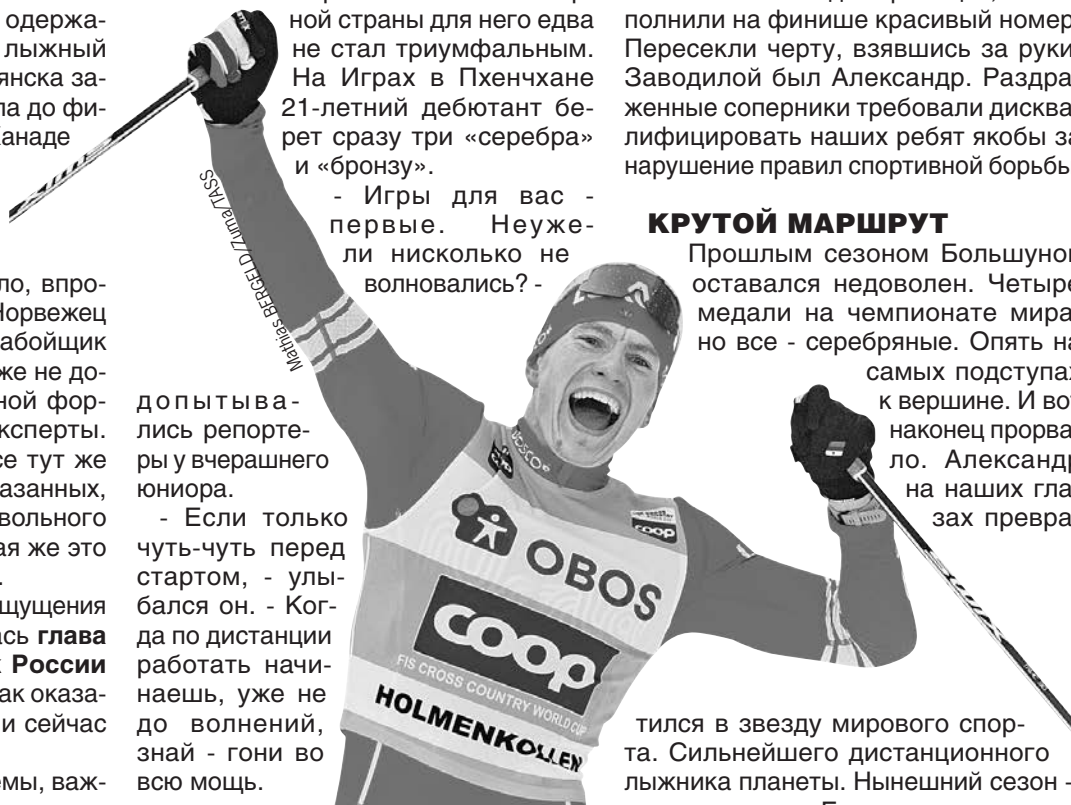 одержа-
лыжный
янска за-
ла до фи-
Канаде
ло, впро-
Норвежец
абойщик
же не до-
ной фор-
ксперты.
се тут же
азанных,
вольного
ая же это
.
щущения
ась глава
х России
ак оказа-
и сейчас
емы, важ-
ной страны для него едва
не стал триумфальным.
На Играх в Пхенчхане
21-летний дебютант бе-
рет сразу три «серебра»
и «бронзу».
- Игры для вас -
первые. Неуже-
ли нисколько не
волновались? -
допытыва-
лись репорте-
ры у вчерашнего
юниора.
- Если только
чуть-чуть перед
стартом, - улы-
бался он. - Ког-
да по дистанции
работать начи-
наешь, уже не
до волнений,
знай - гони во
всю мощь.
Mathias BERGELD/Zuma/TASS
BOSCO
coop
OBOS
coop
FIS CROSS COUNTRY WORLD CUP
HOLMENKOLLEN
полнили на финише красивый номер
Пересекли черту, взявшись за руки
Заводилой был Александр. Раздра
женные соперники требовали дисква
лифицировать наших ребят якобы за
нарушение правил спортивной борьбы
КРУТОЙ МАРШРУТ
Прошлым сезоном Большунов
оставался недоволен. Четыре
медали на чемпионате мира
но все - серебряные. Опять на
самых подступах
к вершине. И вот
наконец прорва
ло. Александр
на наших гла
зах превра
тился в звезду мирового спор-
та. Сильнейшего дистанционного
лыжника планеты. Нынешний сезон -